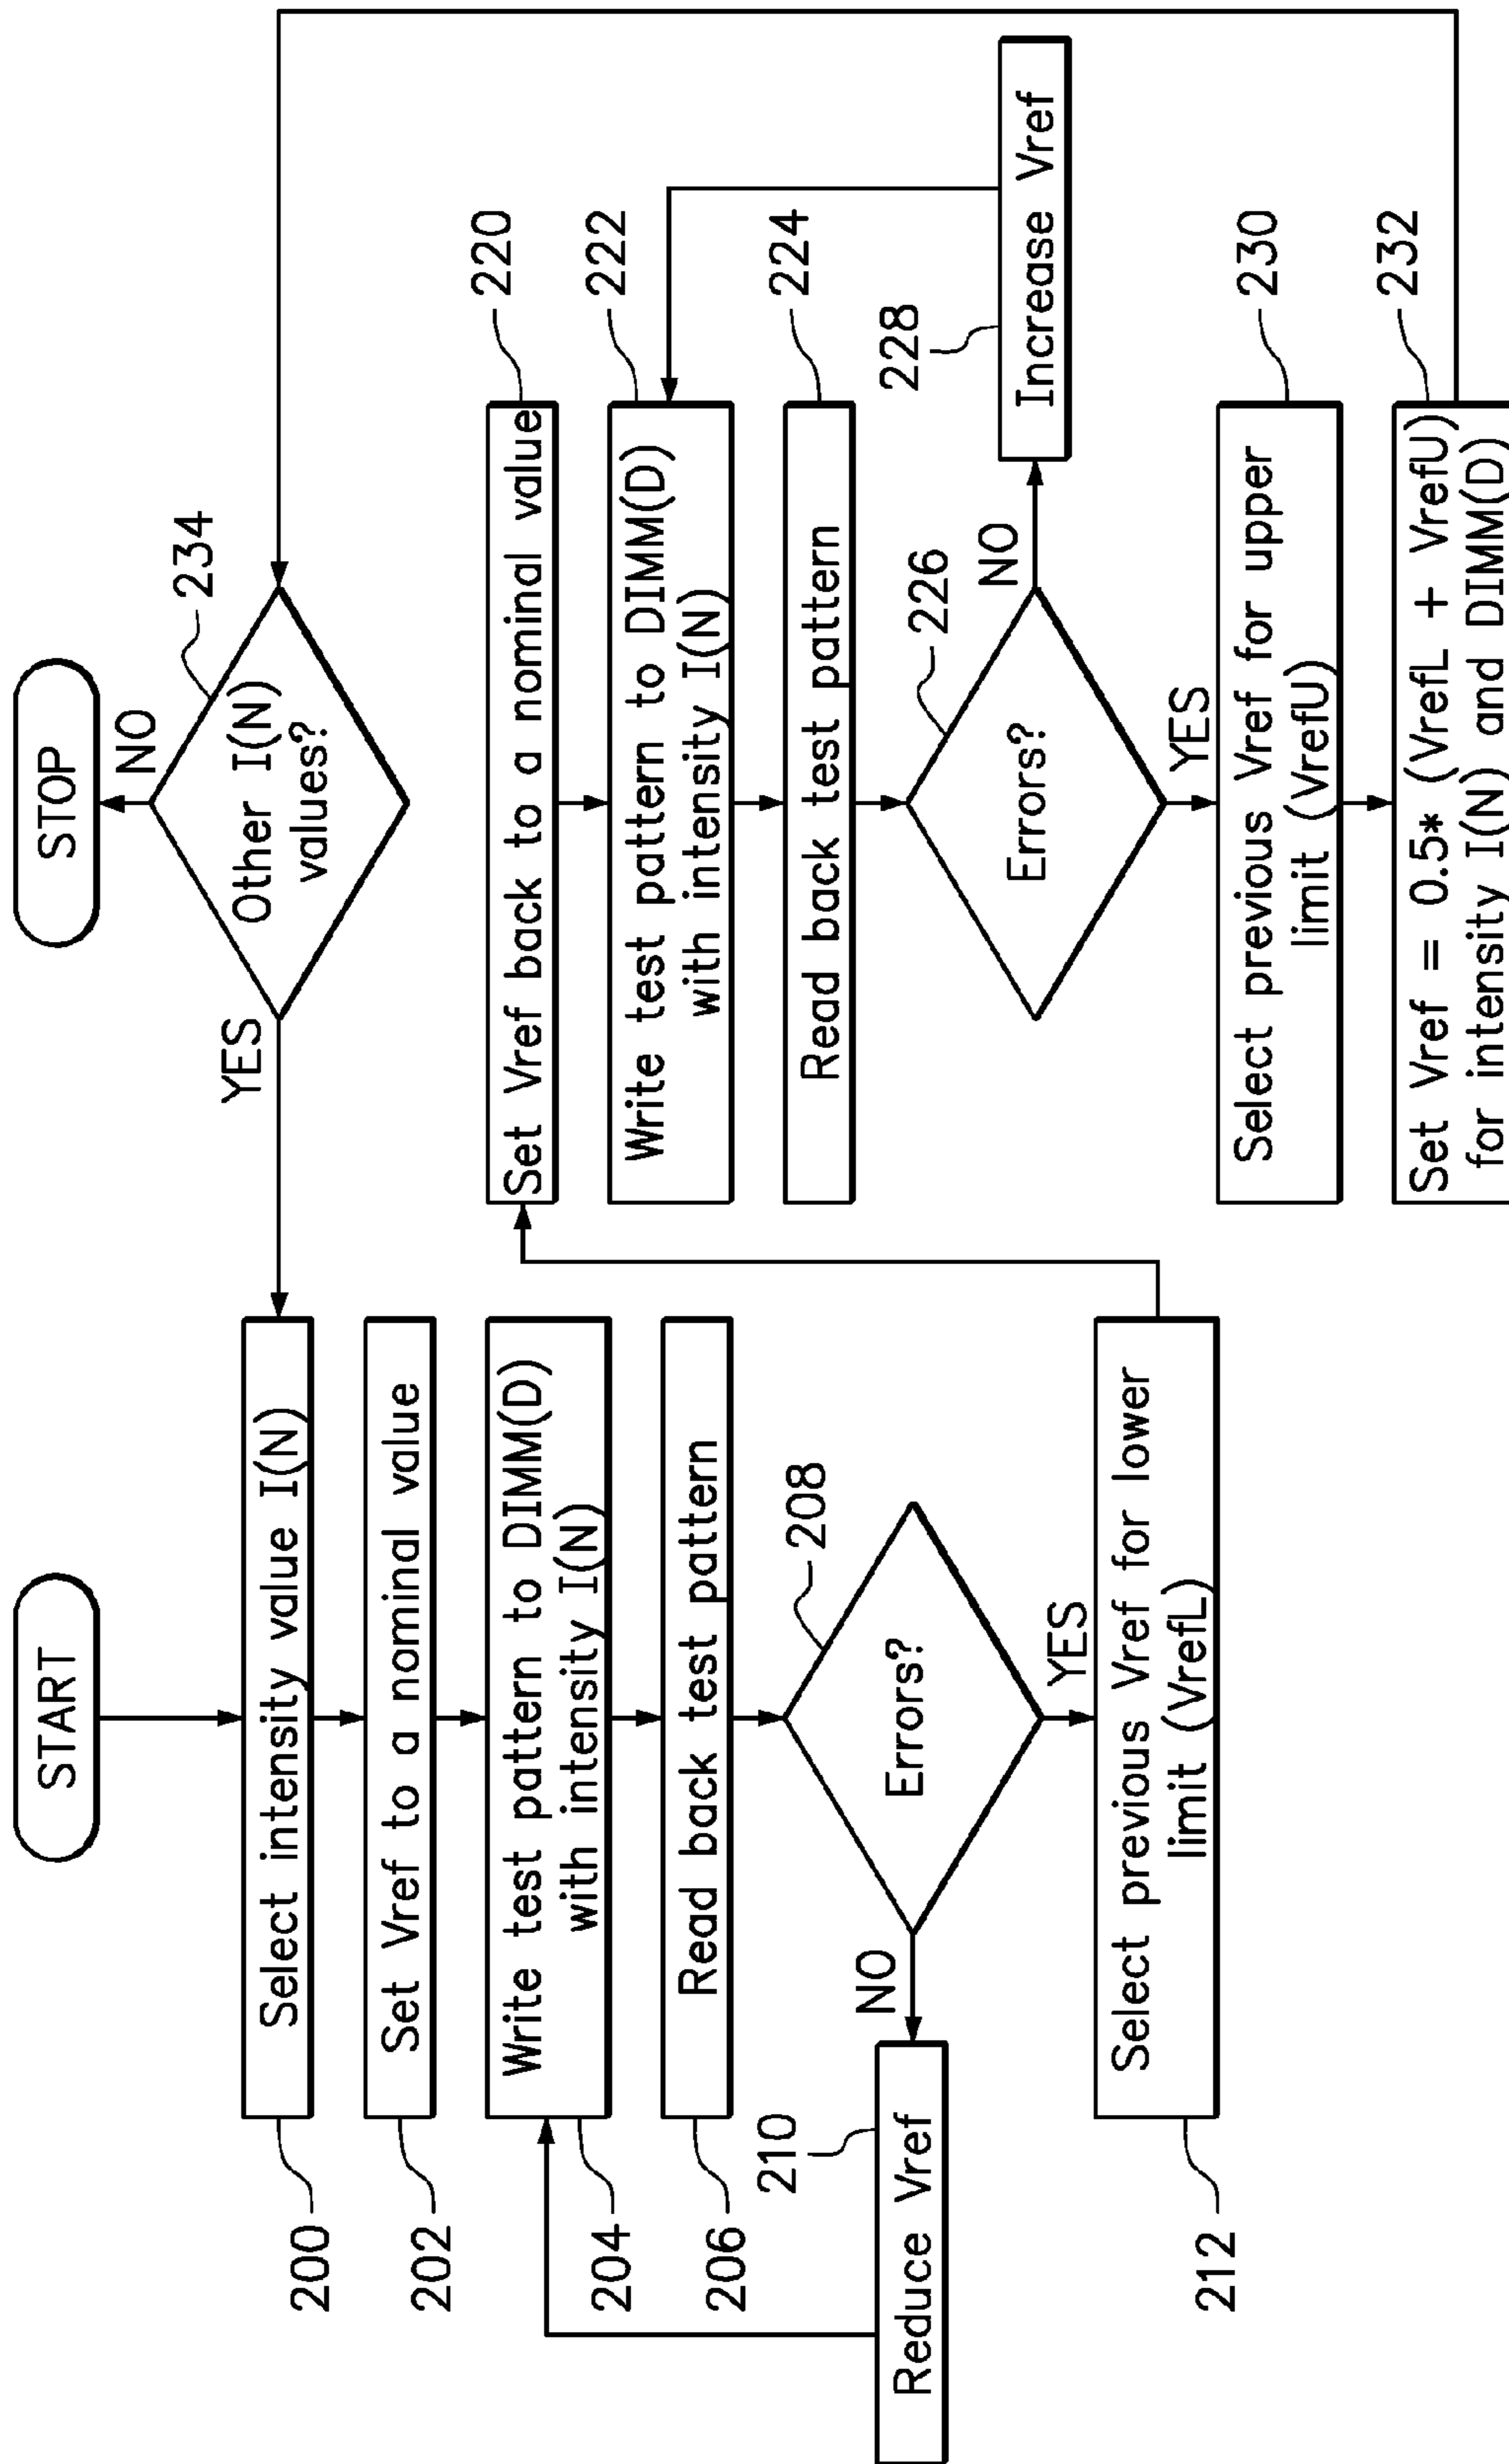 START
200
Select intensity value I(N)
202
Set Vref to a nominal value
204
Write test pattern to DIMM(D)
with intensity I(N)
206
Read back test pattern
208
Errors?
NO
210
Reduce Vref
YES
212
Select previous Vref for lower
limit (VrefL)
STOP
NO
234
Other I(N)
values?
YES
220
Set Vref back to a nominal value
222
Write test pattern to DIMM(D)
with intensity I(N)
224
Read back test pattern
226
Errors?
NO
228
Increase Vref
YES
230
Select previous Vref for upper
limit (VrefU)
232
Set Vref = 0.5* (VrefL + VrefU)
for intensity I(N) and DIMM(D)